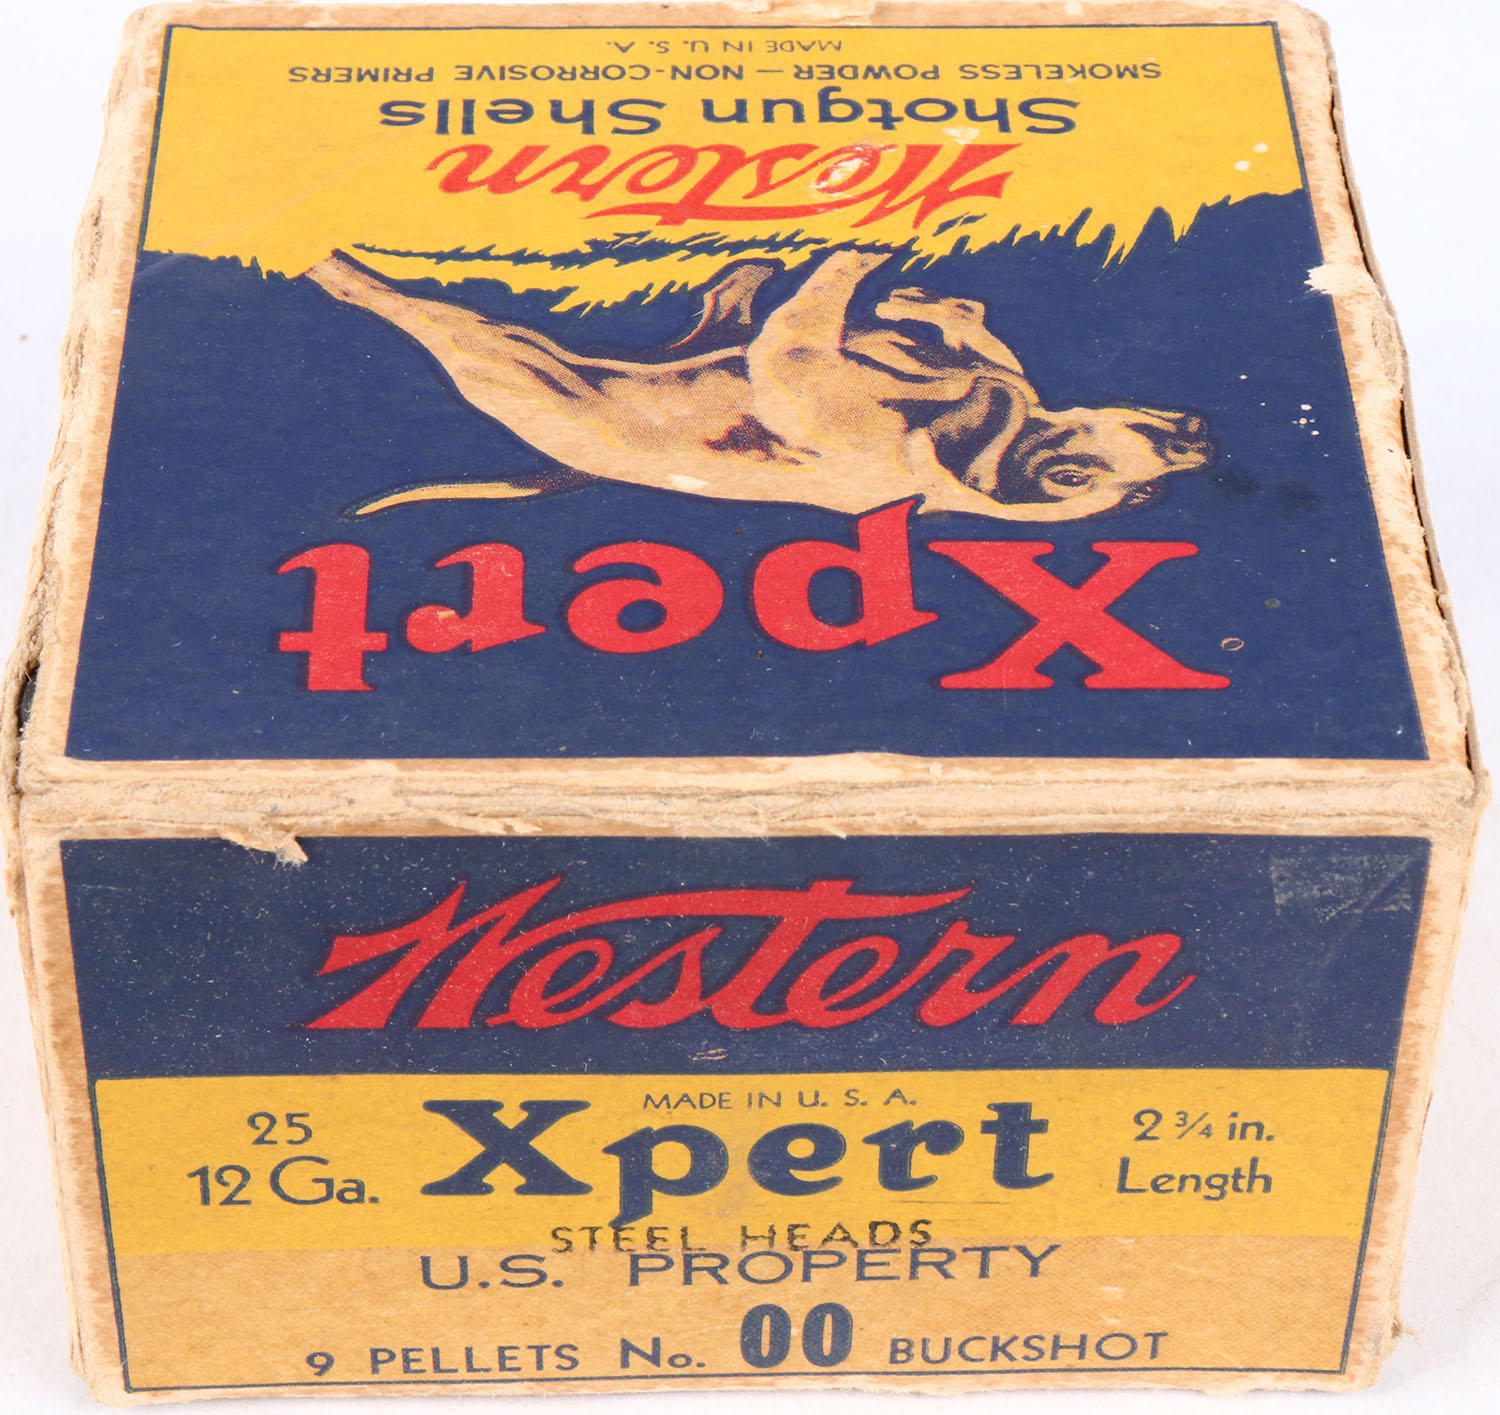 MADE IN U. S. A.
SMOKELESS POWDER — NON-CORROSIVE PRIMERS
Shotgun Shells
Western
Xpert
Western
MADE IN U. S. A.
25
12 Ga.
Xpert
2 3/4 in.
Length
STEEL HEADS
U.S. PROPERTY
9 PELLETS No. 00 BUCKSHOT